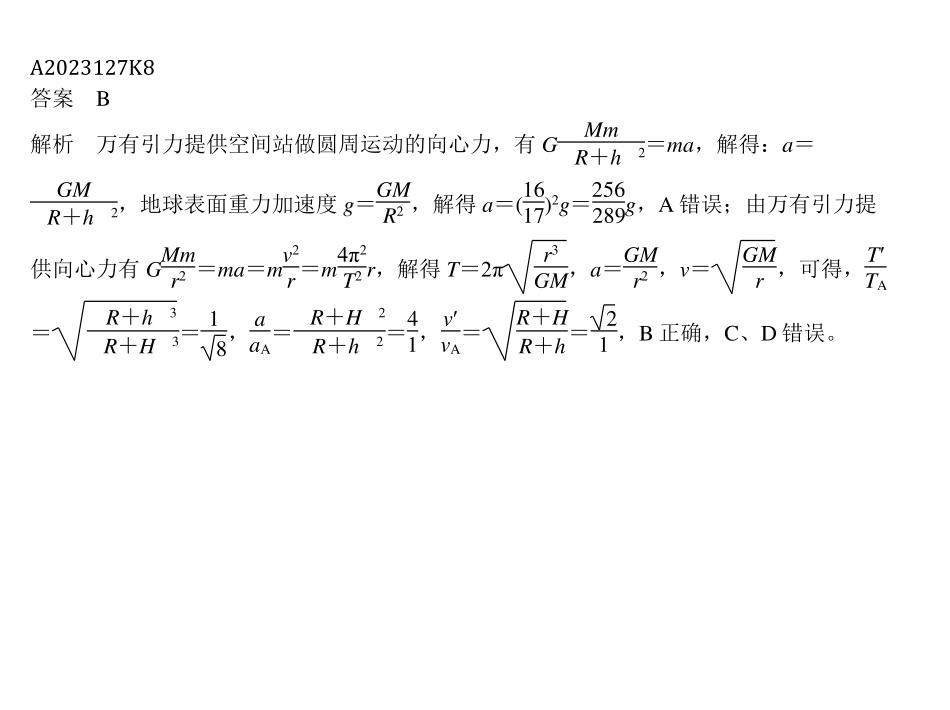 A2023127K8
答案 B
解析 万有引力提供空间站做圆周运动的向心力，有 G\frac{Mm}{R＋h 2}＝ma，解得：a＝
\frac{GM}{R＋h 2}，地球表面重力加速度 g＝\frac{GM}{R^2}，解得 a＝(\frac{16}{17})^2g＝\frac{256}{289}g，A 错误；由万有引力提
供向心力有 G\frac{Mm}{r^2}＝ma＝m\frac{v^2}{r}＝m\frac{4π^2}{T^2}r，解得 T＝2π\sqrt{\frac{r^3}{GM}}，a＝\frac{GM}{r^2}，v＝\sqrt{\frac{GM}{r}}，可得，\frac{T′}{T_A}
＝\sqrt{\frac{R＋h 3}{R＋H 3}}＝\frac{1}{\sqrt{8}}，\frac{a}{a_A}＝\frac{R＋H 2}{R＋h 2}＝\frac{4}{1}，\frac{v′}{v_A}＝\sqrt{\frac{R＋H}{R＋h}}＝\frac{\sqrt{2}}{1}，B 正确，C、D 错误。